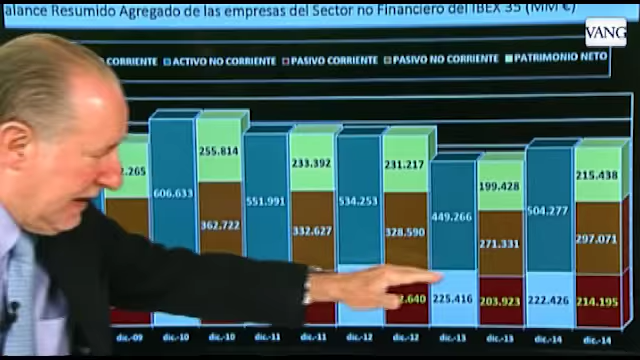 alance Resumido Agregado de las empresas del Sector no Financiero del IBEX 35 (MM €)
VANG
CORRIENTE ACTIVO NO CORRIENTE PASIVO CORRIENTE PASIVO NO CORRIENTE PATRIMONIO NETO
.265 606.633 255.814 551.991 233.392 534.253 231.217 449.266 199.428 504.277 215.438
362.722 332.627 328.590 271.331 297.071
2.640 225.416 203.923 222.426 214.195
dic.-09 dic.-10 dic.-10 dic.-11 dic.-11 dic.-12 dic.-12 dic.-13 dic.-13 dic.-14 dic.-14